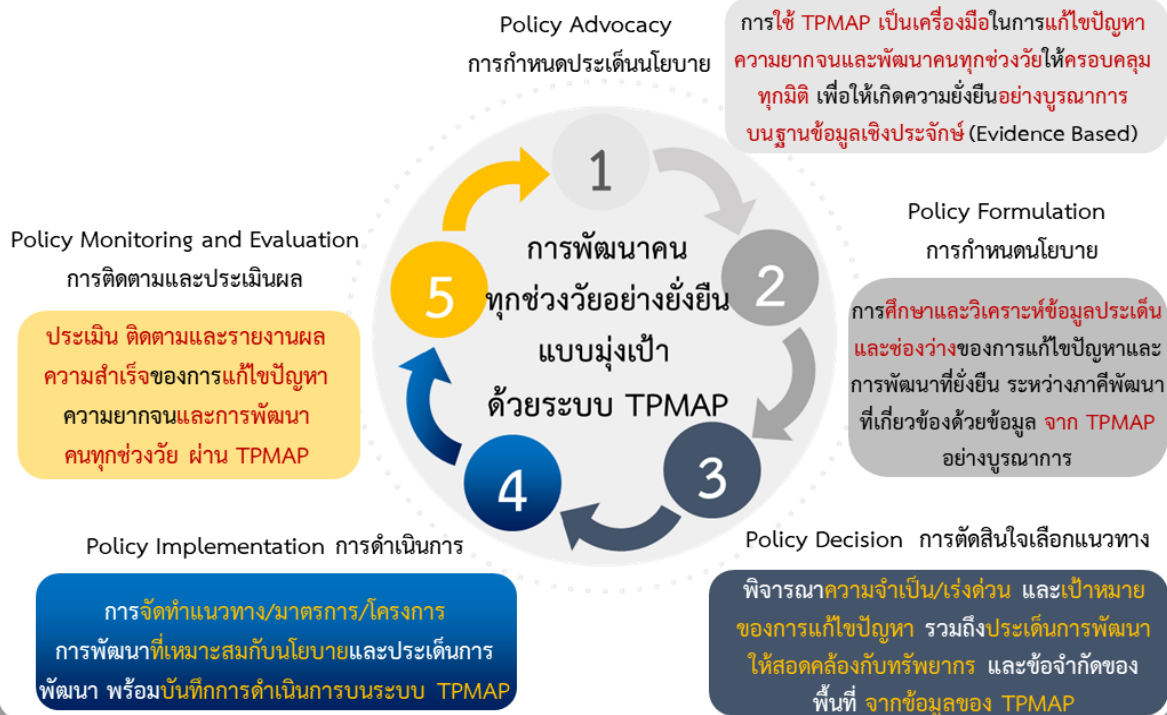 Policy Advocacy
การกำหนดประเด็นนโยบาย
การใช้ TPMAP เป็นเครื่องมือในการแก้ไขปัญหา
ความยากจนและพัฒนาคนทุกช่วงวัยให้ครอบคลุม
ทุกมิติ เพื่อให้เกิดความยั่งยืนอย่างบูรณาการ
บนฐานข้อมูลเชิงประจักษ์ (Evidence Based)
1
Policy Formulation
การกำหนดนโยบาย
2
การศึกษาและวิเคราะห์ข้อมูลประเด็น
และช่องว่างของการแก้ไขปัญหาและ
การพัฒนาที่ยั่งยืน ระหว่างภาคีพัฒนา
ที่เกี่ยวข้องด้วยข้อมูล จาก TPMAP
อย่างบูรณาการ
การพัฒนาคน
ทุกช่วงวัยอย่างยั่งยืน
แบบมุ่งเป้า
ด้วยระบบ TPMAP
3
Policy Decision การตัดสินใจเลือกแนวทาง
พิจารณาความจำเป็น/เร่งด่วน และเป้าหมาย
ของการแก้ไขปัญหา รวมถึงประเด็นการพัฒนา
ให้สอดคล้องกับทรัพยากร และข้อจำกัดของ
พื้นที่ จากข้อมูลของ TPMAP
4
Policy Implementation การดำเนินการ
การจัดทำแนวทาง/มาตรการ/โครงการ
การพัฒนาที่เหมาะสมกับนโยบายและประเด็นการ
พัฒนา พร้อมบันทึกการดำเนินการบนระบบ TPMAP
5
Policy Monitoring and Evaluation
การติดตามและประเมินผล
ประเมิน ติดตามและรายงานผล
ความสำเร็จของการแก้ไขปัญหา
ความยากจนและการพัฒนา
คนทุกช่วงวัย ผ่าน TPMAP